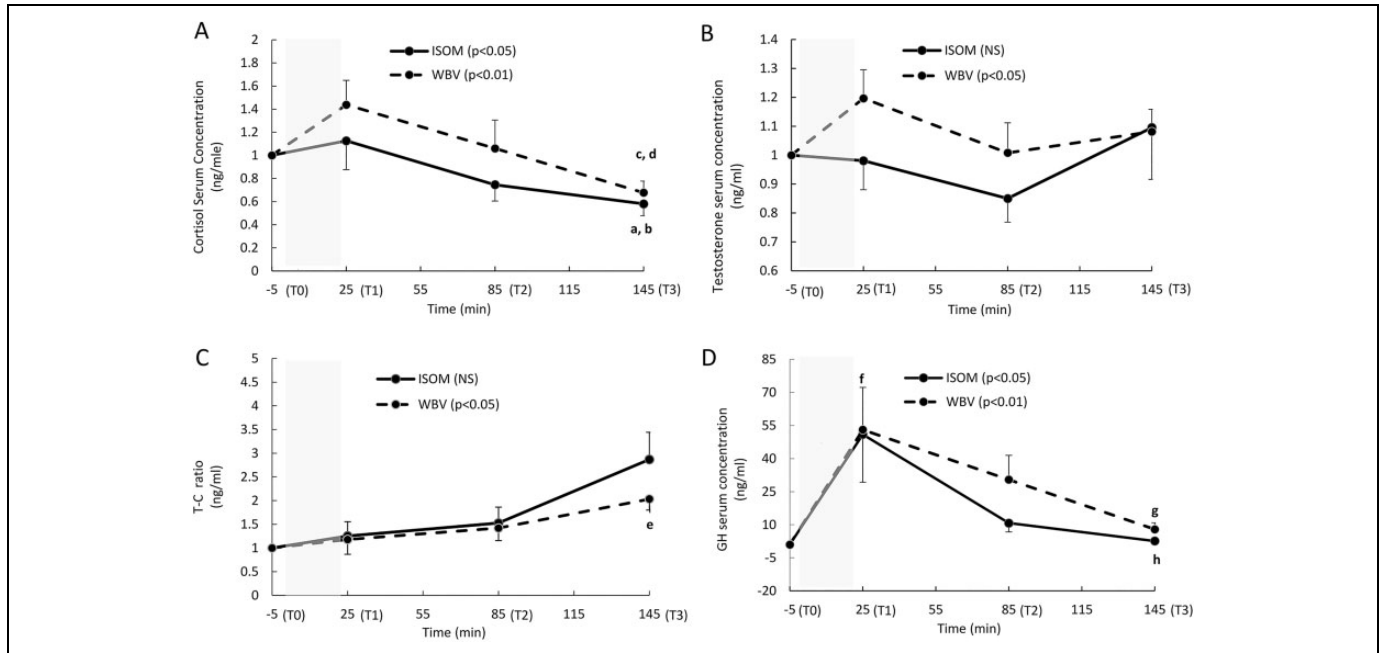 A
Cortisol Serum Concentration
(ng/mle)
2
1.8
1.6
1.4
1.2
1
0.8
0.6
0.4
0.2
0
ISOM (p<0.05)
WBV (p<0.01)
c, d
a, b
-5 (T0) 25 (T1) 55 85 (T2) 115 145 (T3)
Time (min)
B
Testosterone serum concentration
(ng/ml)
1.4
1.3
1.2
1.1
1
0.9
0.8
0.7
0.6
ISOM (NS)
WBV (p<0.05)
-5 (T0) 25 (T1) 55 85 (T2) 115 145 (T3)
Time (min)
C
T-C ratio
(ng/ml)
5
4.5
4
3.5
3
2.5
2
1.5
1
0.5
0
ISOM (NS)
WBV (p<0.05)
e
-5 (T0) 25 (T1) 55 85 (T2) 115 145 (T3)
Time (min)
D
GH serum concentration
(ng/ml)
85
70
55
40
25
10
-5
-20
f
ISOM (p<0.05)
WBV (p<0.01)
g
h
-5 (T0) 25 (T1) 55 85 (T2) 115 145 (T3)
Time (min)